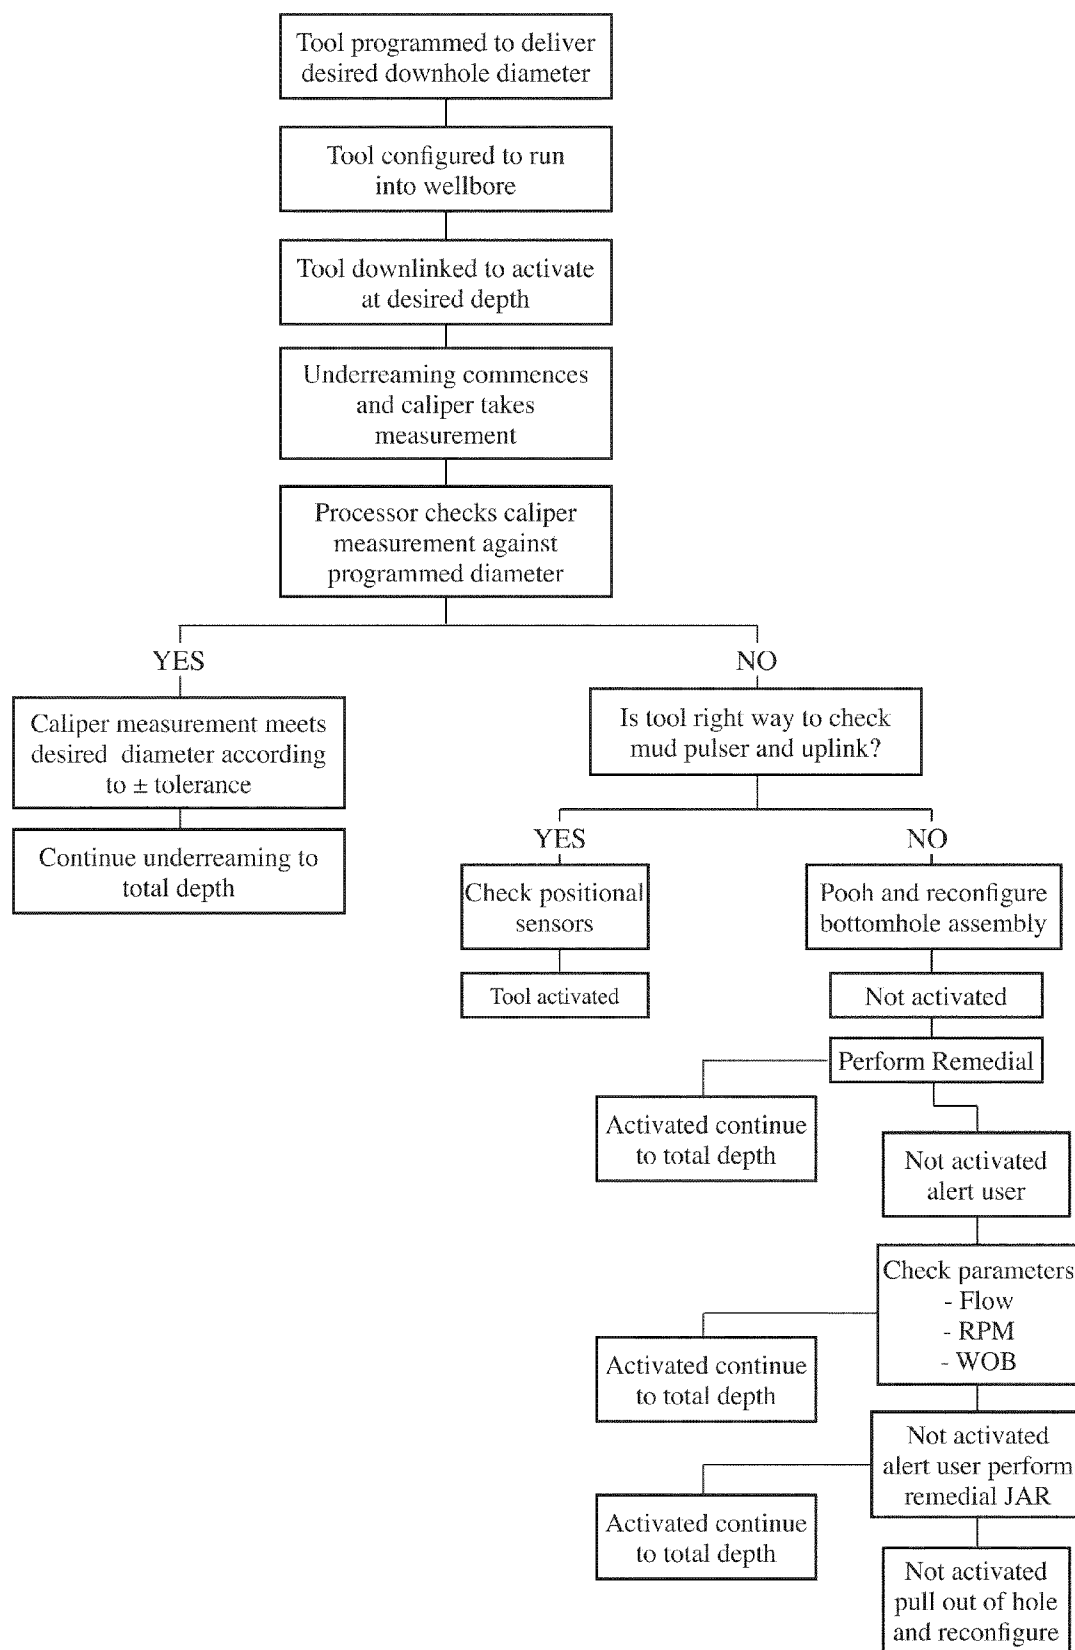 Tool programmed to deliver
desired downhole diameter
Tool configured to run
into wellbore
Tool downlinked to activate
at desired depth
Underreaming commences
and caliper takes
measurement
Processor checks caliper
measurement against
programmed diameter
YES
NO
Caliper measurement meets
desired diameter according
to ± tolerance
Continue underreaming to
total depth
Is tool right way to check
mud pulser and uplink?
YES
NO
Check positional
sensors
Tool activated
Pooh and reconfigure
bottomhole assembly
Not activated
Perform Remedial
Activated continue
to total depth
Not activated
alert user
Check parameters
- Flow
- RPM
- WOB
Activated continue
to total depth
Not activated
alert user perform
remedial JAR
Activated continue
to total depth
Not activated
pull out of hole
and reconfigure